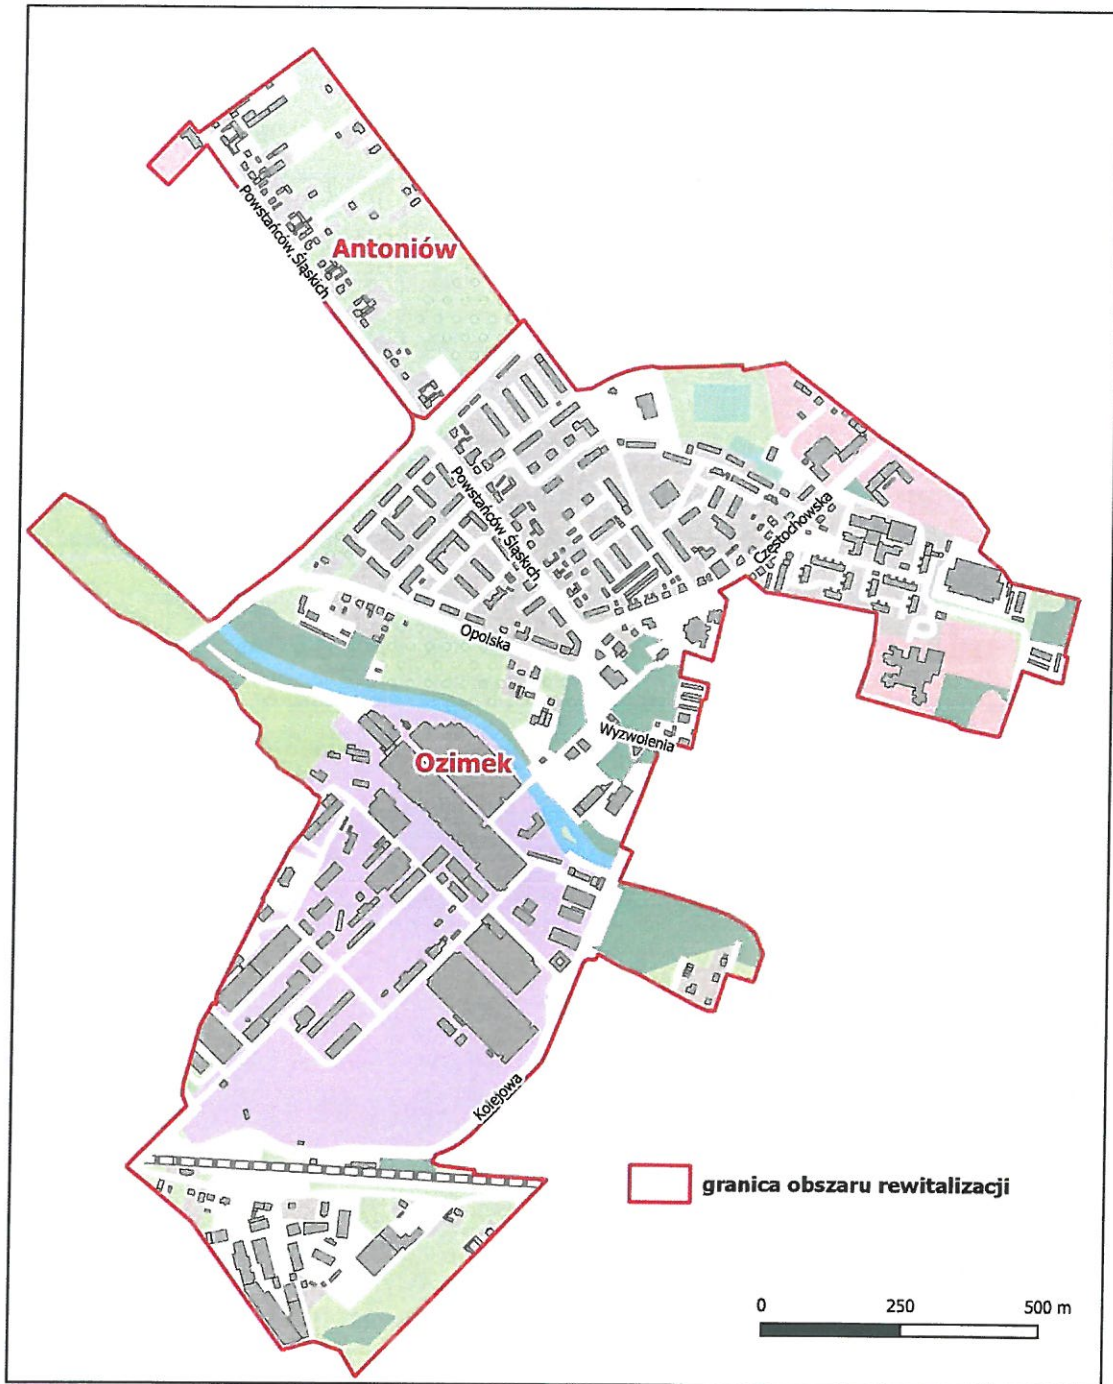 Powstańców Śląskich
Antoniów
Powstańców Śląskich
Częstochowska
Opolska
Wyzwolenia
Ozimek
Kolejowa
granica obszaru rewitalizacji
0 250 500 m